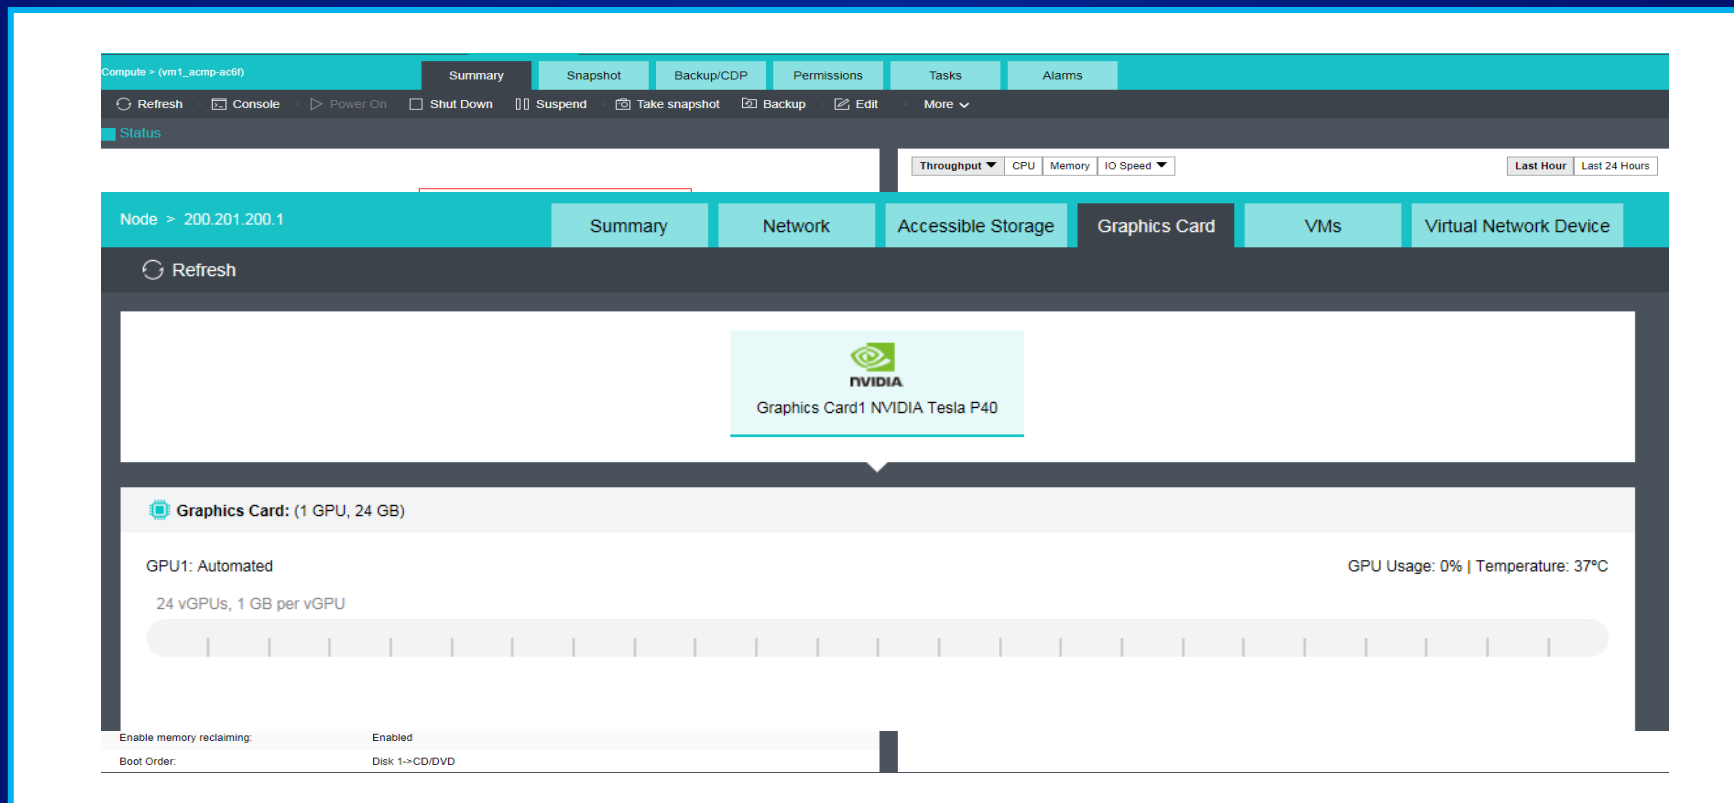 Compute > (vm1_acmp-ac6f)
Summary Snapshot Backup/CDP Permissions Tasks Alarms
Refresh Console Power On Shut Down Suspend Take snapshot Backup Edit More
Status
Throughput CPU Memory IO Speed Last Hour Last 24 Hours
Node > 200.201.200.1
Summary Network Accessible Storage Graphics Card VMs Virtual Network Device
Refresh
NVIDIA
Graphics Card1 NVIDIA Tesla P40
Graphics Card: (1 GPU, 24 GB)
GPU1: Automated GPU Usage: 0% | Temperature: 37ºC
24 vGPUs, 1 GB per vGPU
Enable memory reclaiming: Enabled
Boot Order: Disk 1->CD/DVD